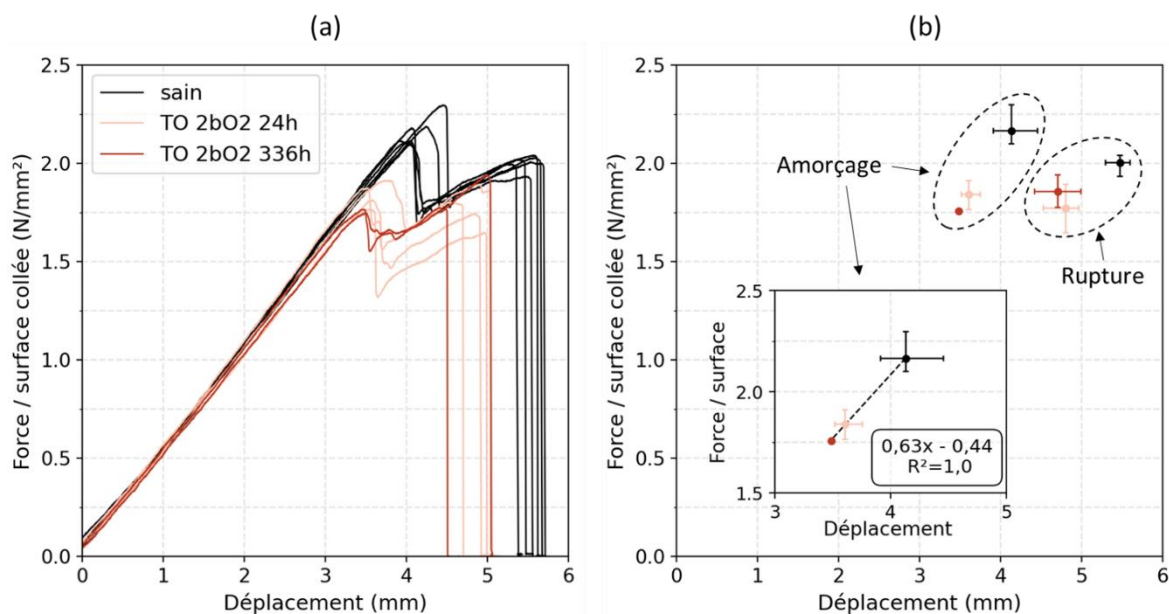 (a)
(b)
2.5
2.0
1.5
1.0
0.5
0.0
Force / surface collée (N/mm²)
sain
TO 2bO2 24h
TO 2bO2 336h
0
1
2
3
4
5
6
Déplacement (mm)
2.5
2.0
1.5
1.0
0.5
0.0
Force / surface collée (N/mm²)
Amorçage
Rupture
2.5
2.0
1.5
Force / surface
0,63x - 0,44
R²=1,0
3
4
5
Déplacement
0
1
2
3
4
5
6
Déplacement (mm)